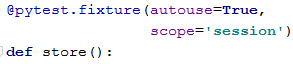 @pytest.fixture(autouse=True,
scope='session')
def store():